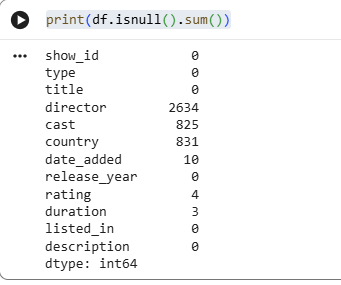 print(df.isnull().sum())
show_id 0
type 0
title 0
director 2634
cast 825
country 831
date_added 10
release_year 0
rating 4
duration 3
listed_in 0
description 0
dtype: int64